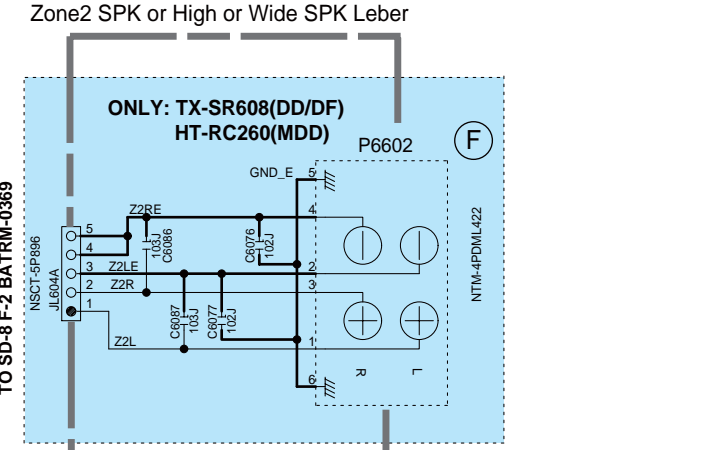 Zone2 SPK or High or Wide SPK Leber
ONLY: TX-SR608(DD/DF)
HT-RC260(MDD)
P6602
F
GND_E
5
4
2
3
1
6
Z2RE
Z2LE
Z2R
Z2L
5
4
3
2
1
103J
C6086
C6076
102J
C6087
103J
C6077
102J
NSCT-5P896
JL604A
NTM-4PDML422
R
L
TO SD-8 F-2 BATRM-0369